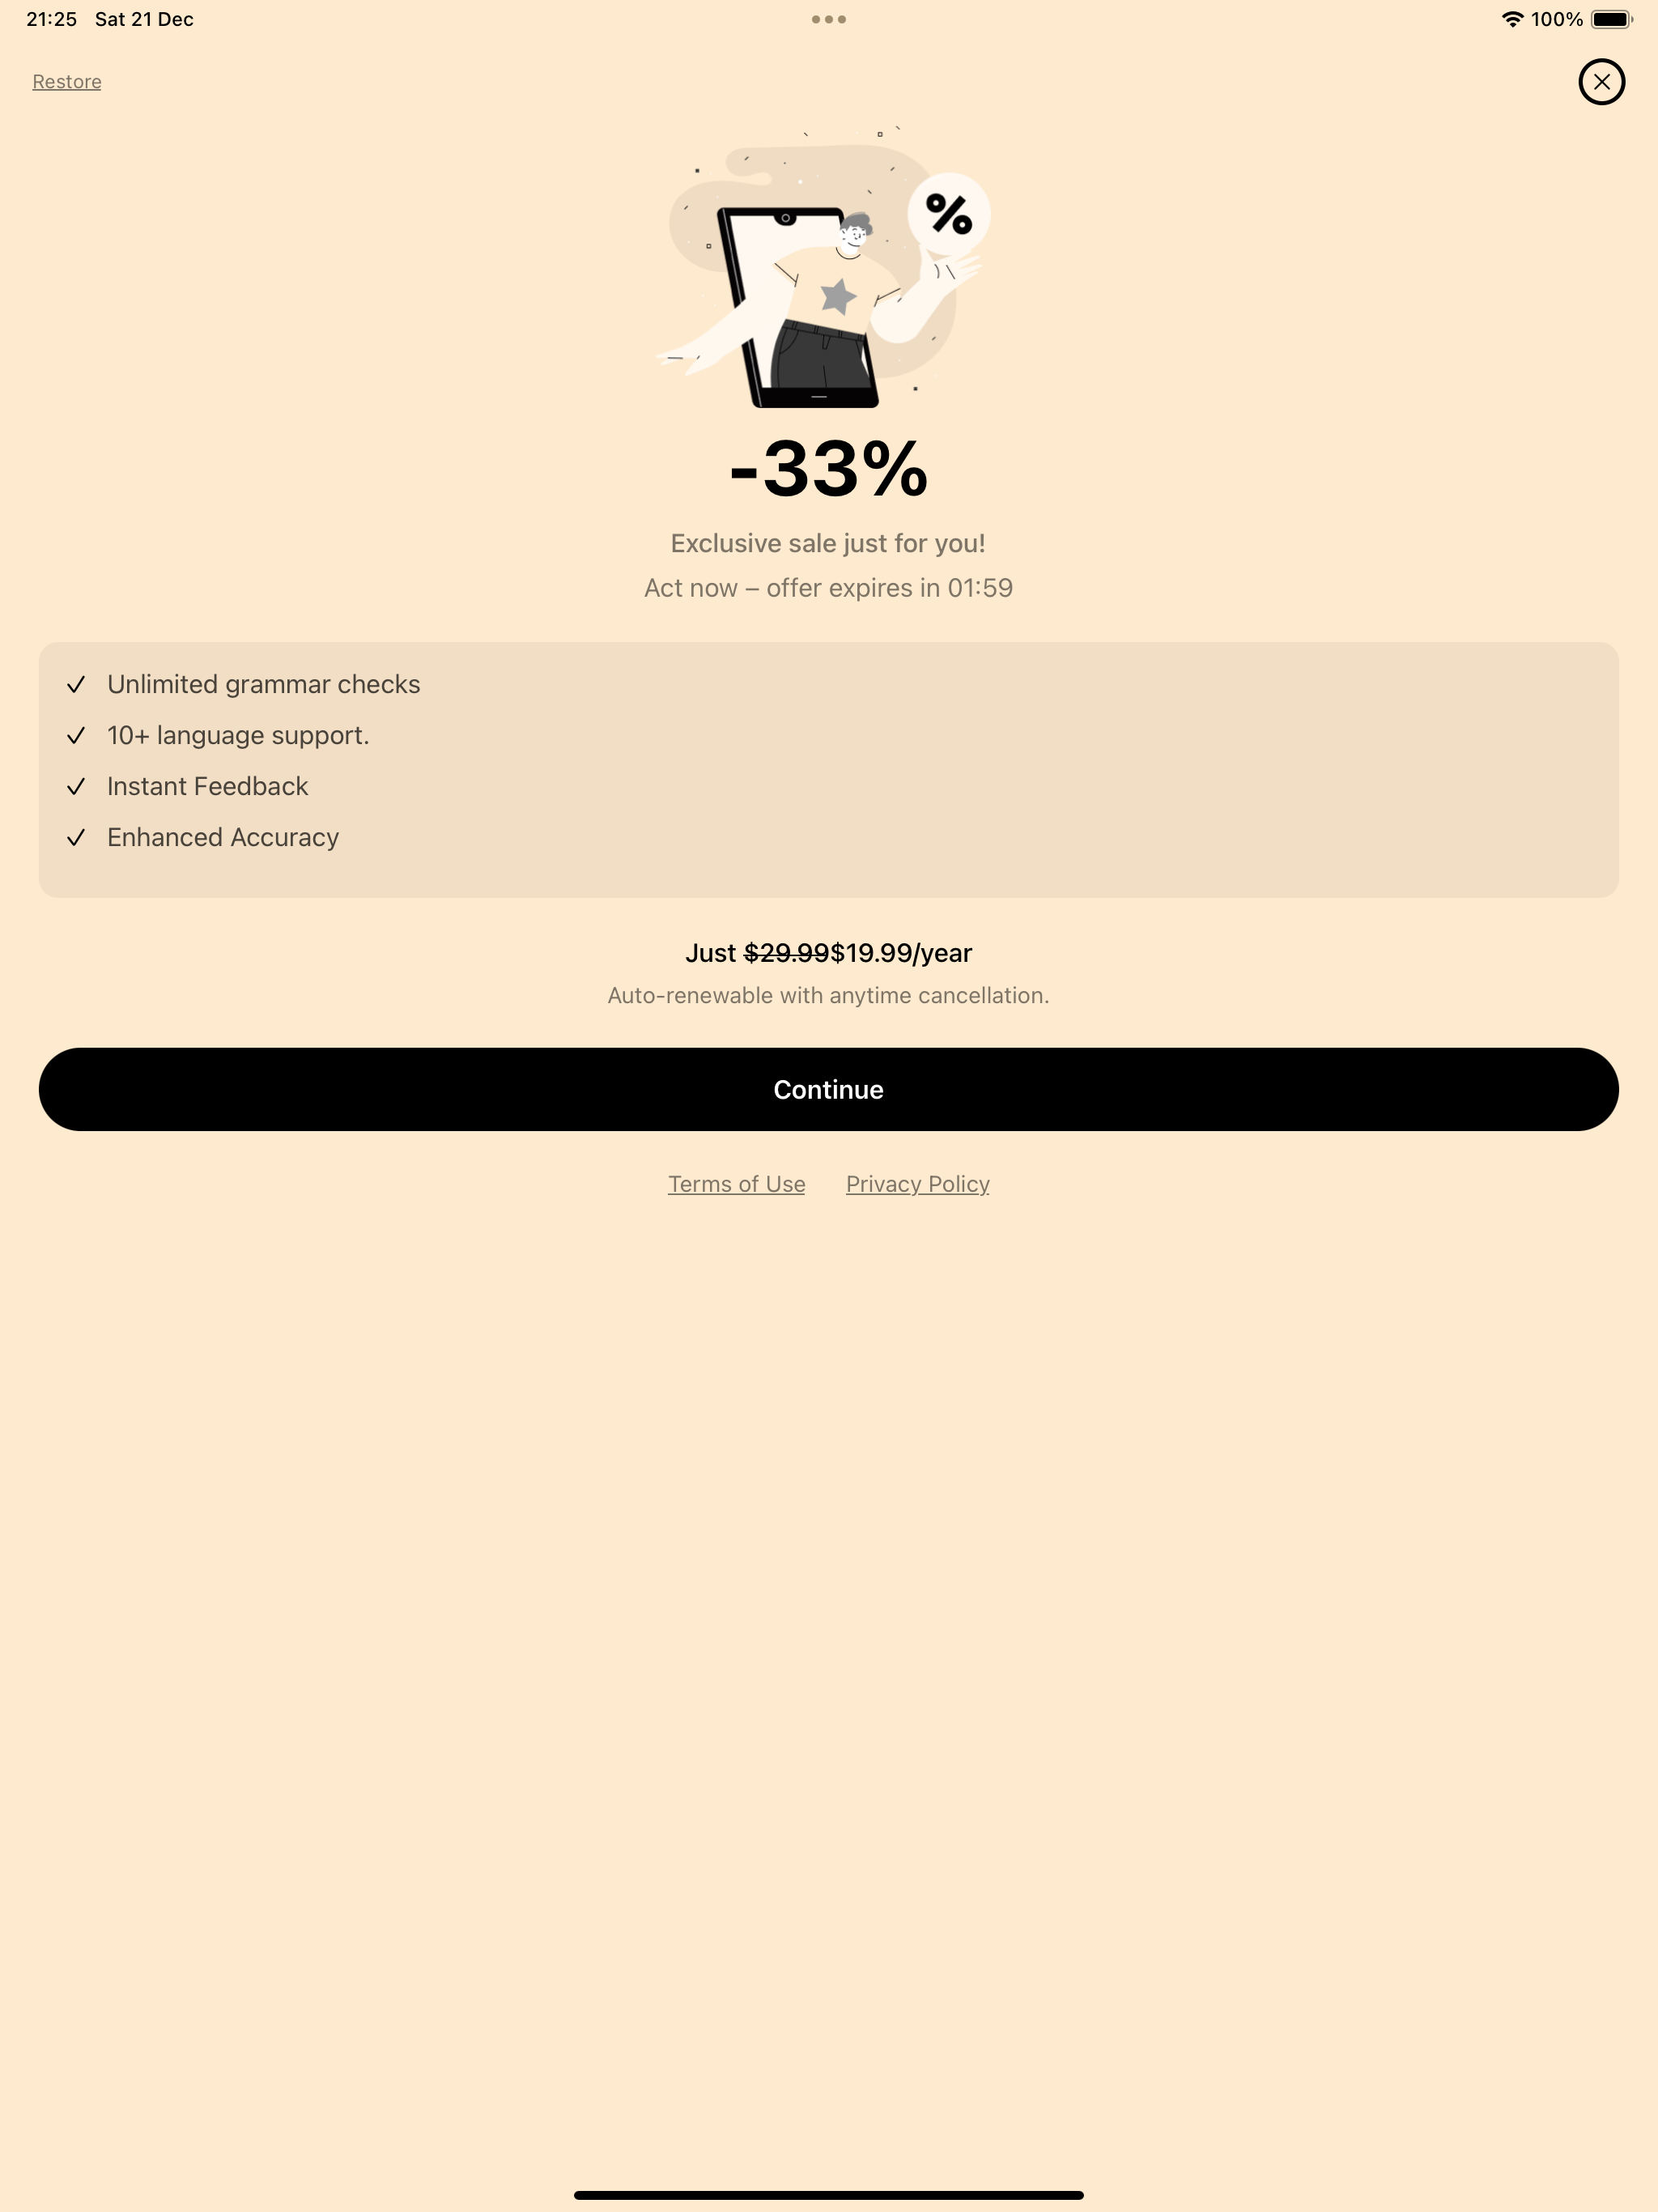 21:25 Sat 21 Dec
100%
Restore
%
-33%
Exclusive sale just for you!
Act now – offer expires in 01:59
Unlimited grammar checks
10+ language support.
Instant Feedback
Enhanced Accuracy
Just $29.99$19.99/year
Auto-renewable with anytime cancellation.
Continue
Terms of Use Privacy Policy